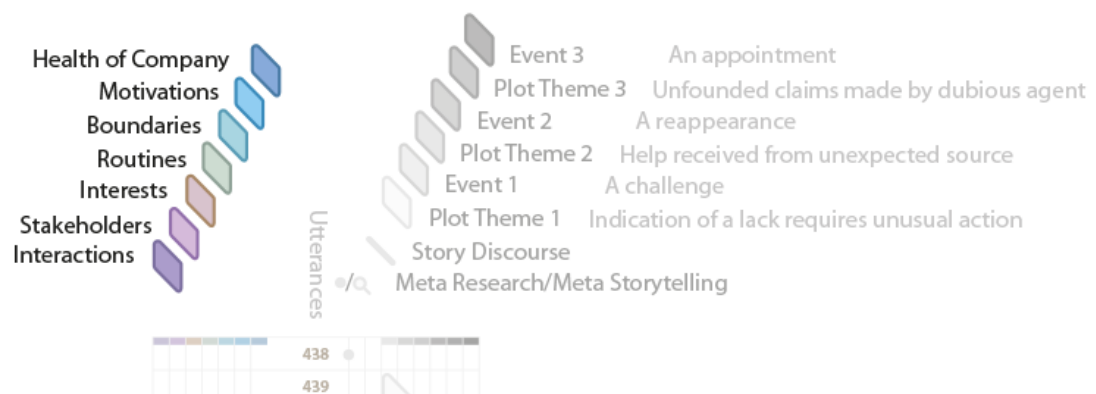 Health of Company
Motivations
Boundaries
Routines
Interests
Stakeholders
Interactions
Utterances
Event 3 An appointment
Plot Theme 3 Unfounded claims made by dubious agent
Event 2 A reappearance
Plot Theme 2 Help received from unexpected source
Event 1 A challenge
Plot Theme 1 Indication of a lack requires unusual action
Story Discourse
/ Meta Research/Meta Storytelling
438
439